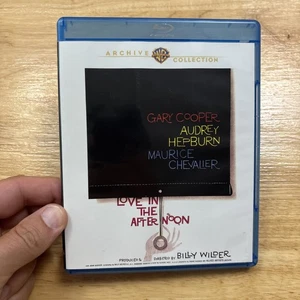 ARCHIVE WB COLLECTION
GARY COOPER
AUDREY
HEPBURN
MAURICE
CHEVALIER
LOVE IN
THE
AFTERNOON
PRODUCED & DIRECTED BY BILLY WILDER